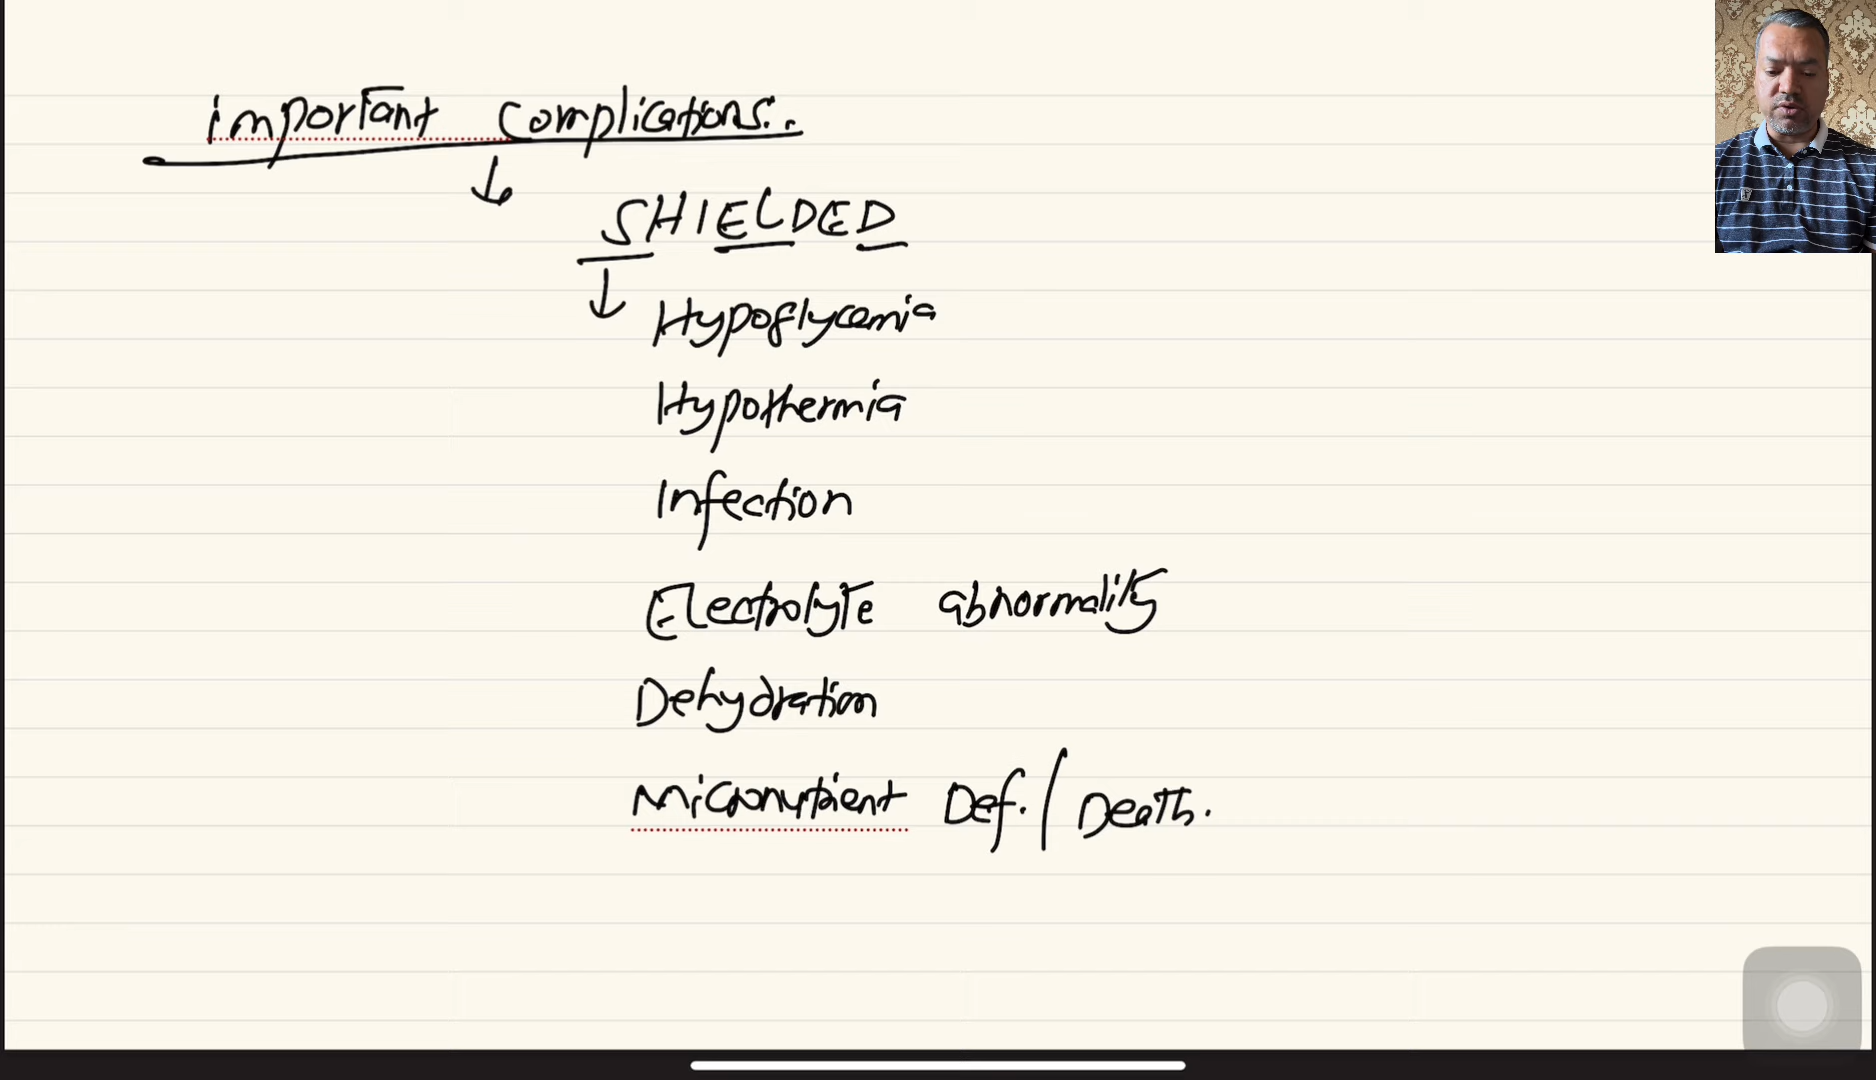 important complications..
SHIELDED
Hypoglycemia
Hypothermia
Infection
Electrolyte abnormality
Dehydration
Micronutrient Def. / Death.